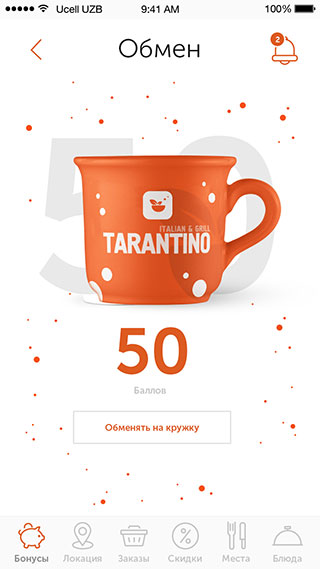 Ucell UZB 9:41 AM 100%
Обмен
2
50
ITALIAN & GRILL
TARANTINO
50
Баллов
Обменять на кружку
Бонусы Локация Заказы Скидки Места Блюда